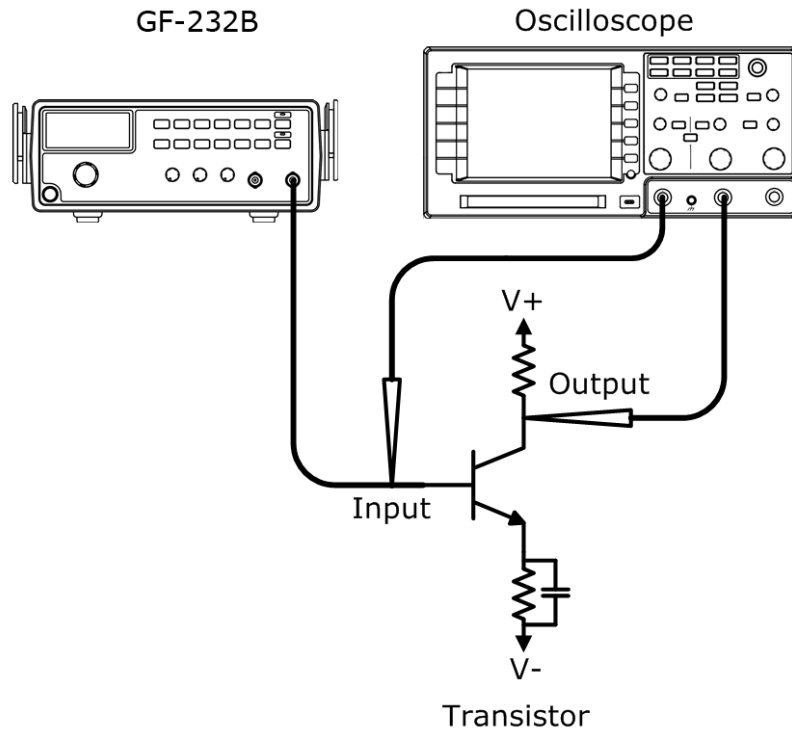 GF-232B
Oscilloscope
V+
Output
Input
V-
Transistor